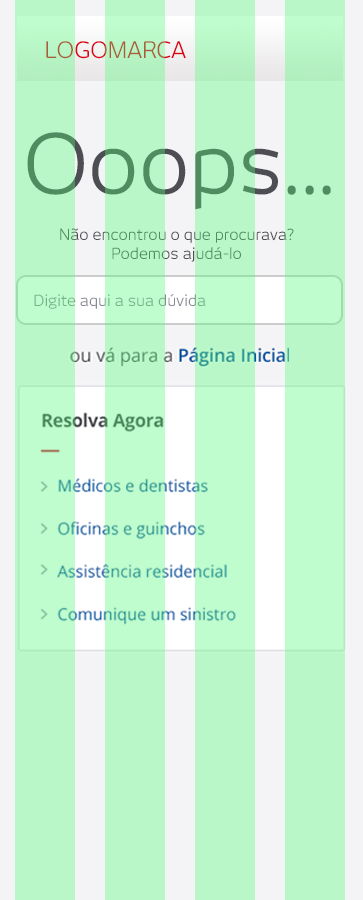 LOGOMARCA
Ooops...
Não encontrou o que procurava?
Podemos ajudá-lo
Digite aqui a sua dúvida
ou vá para a Página Inicial
Resolva Agora
Médicos e dentistas
Oficinas e guinchos
Assistência residencial
Comunique um sinistro